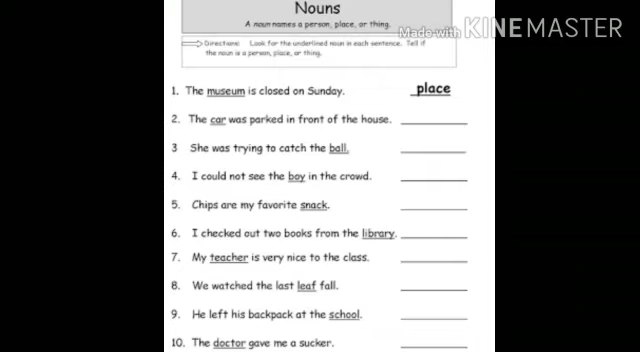 Nouns
A noun names a person, place, or thing.
Made with KINEMASTER
Directions: Look for the underlined noun in each sentence. Tell if
the noun is a person, place, or thing.
1. The museum is closed on Sunday. place
2. The car was parked in front of the house.
3 She was trying to catch the ball.
4. I could not see the boy in the crowd.
5. Chips are my favorite snack.
6. I checked out two books from the library.
7. My teacher is very nice to the class.
8. We watched the last leaf fall.
9. He left his backpack at the school.
10. The doctor gave me a sucker.